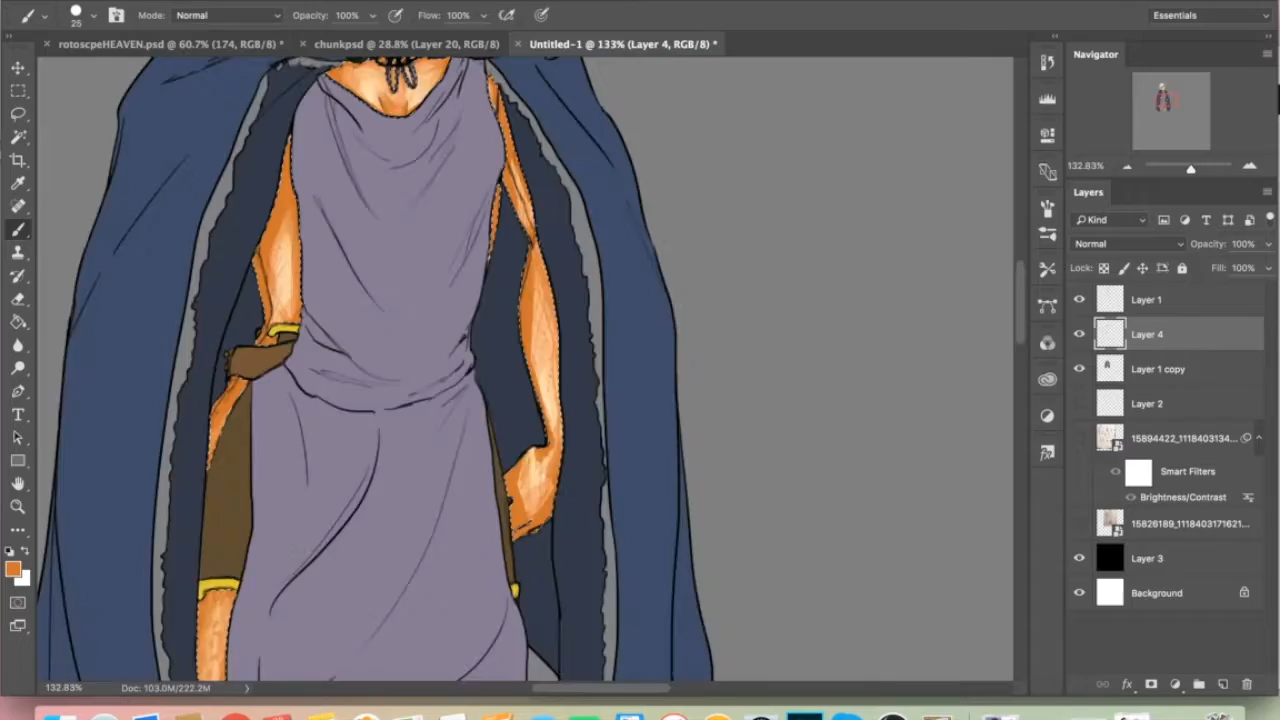 Mode: Normal Opacity: 100% Flow: 100% Essentials
25
× rotoscpeHEAVEN.psd @ 60.7% (174, RGB/8) * × chunkpsd @ 28.8% (Layer 20, RGB/8) × Untitled-1 @ 133% (Layer 4, RGB/8) *
Navigator
132.83%
Layers
Kind
Normal Opacity: 100%
Lock: Fill: 100%
Layer 1
Layer 4
Layer 1 copy
Layer 2
15894422_1118403134...
Smart Filters
Brightness/Contrast
15826189_1118403171621...
Layer 3
Background
132.83% Doc: 103.0M/222.2M